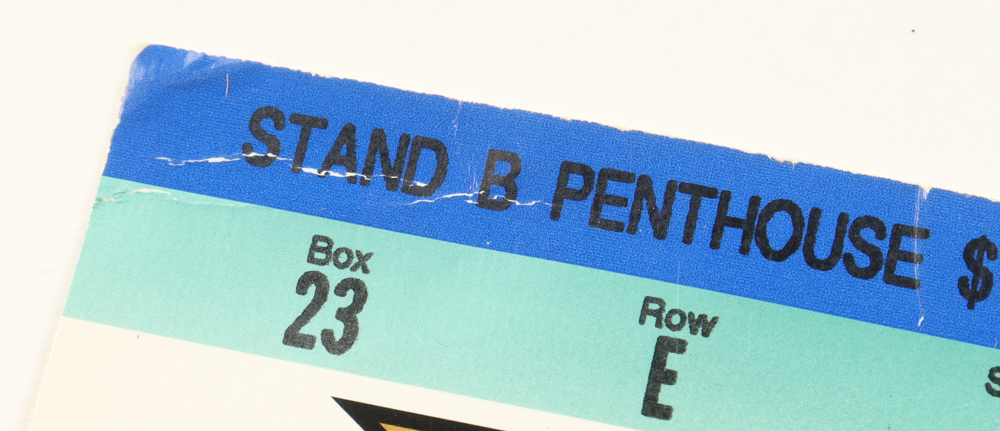 STAND B PENTHOUSE $
Box Row
23 E